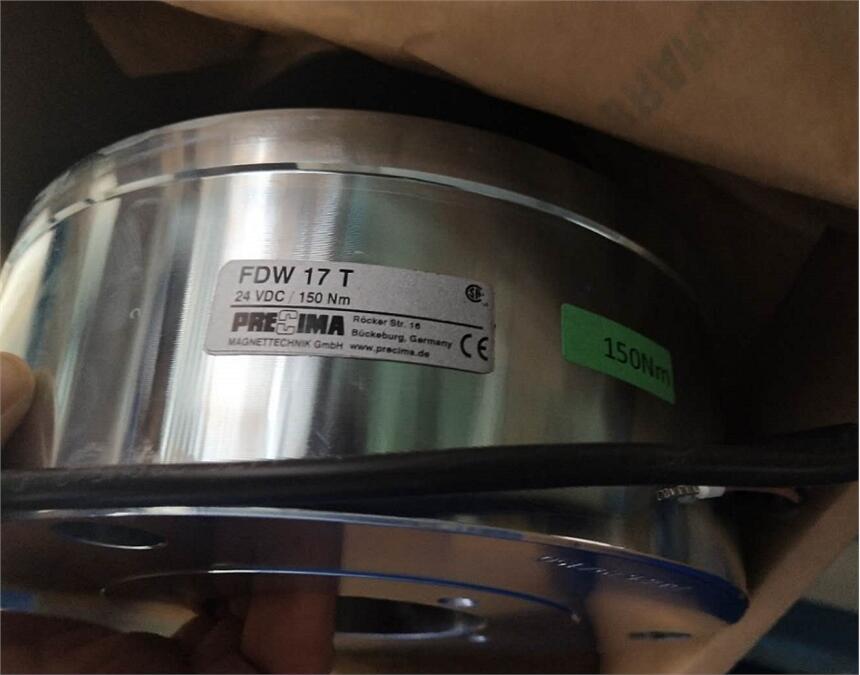 FDW 17 T
24 VDC / 150 Nm
PRECIMA
MAGNETTECHNIK GmbH
Röcker Str. 16
Bückeburg, Germany
www.precima.de
CE
150Nm